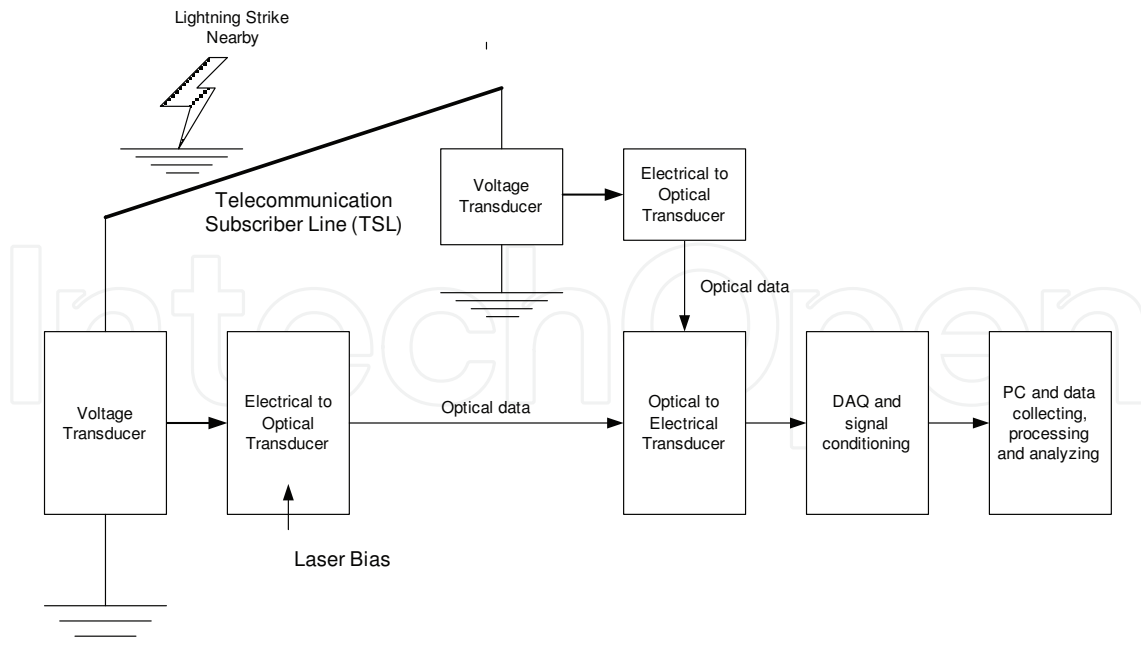 Lightning Strike
Nearby
Telecommunication
Subscriber Line (TSL)
Voltage
Transducer
Electrical to
Optical
Transducer
Optical data
Voltage
Transducer
Electrical to
Optical
Transducer
Laser Bias
Optical data
Optical to
Electrical
Transducer
DAQ and
signal
conditioning
PC and data
collecting,
processing
and analyzing
IntechOpen